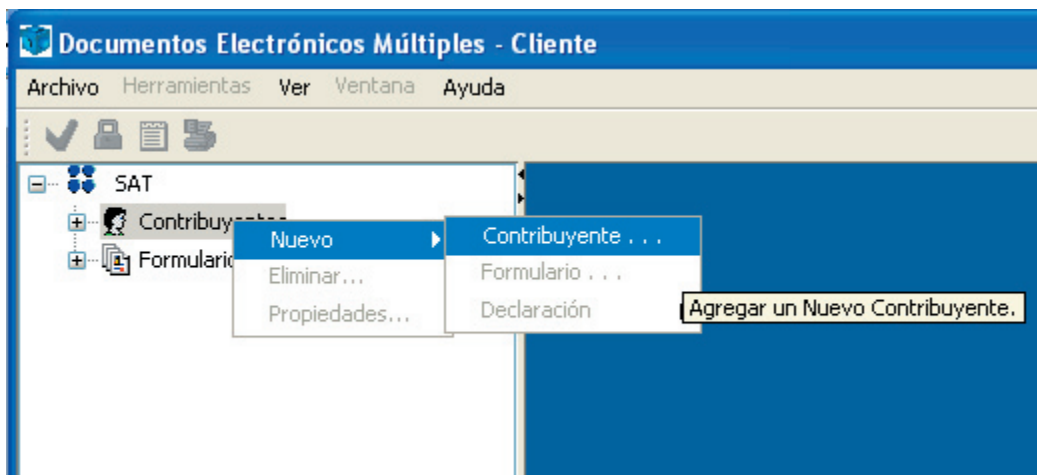 Documentos Electrónicos Múltiples - Cliente
Archivo Herramientas Ver Ventana Ayuda
SAT
Contribuyentes
Nuevo
Contribuyente . . .
Formulario
Eliminar...
Formulario . . .
Propiedades...
Declaración
Agregar un Nuevo Contribuyente.